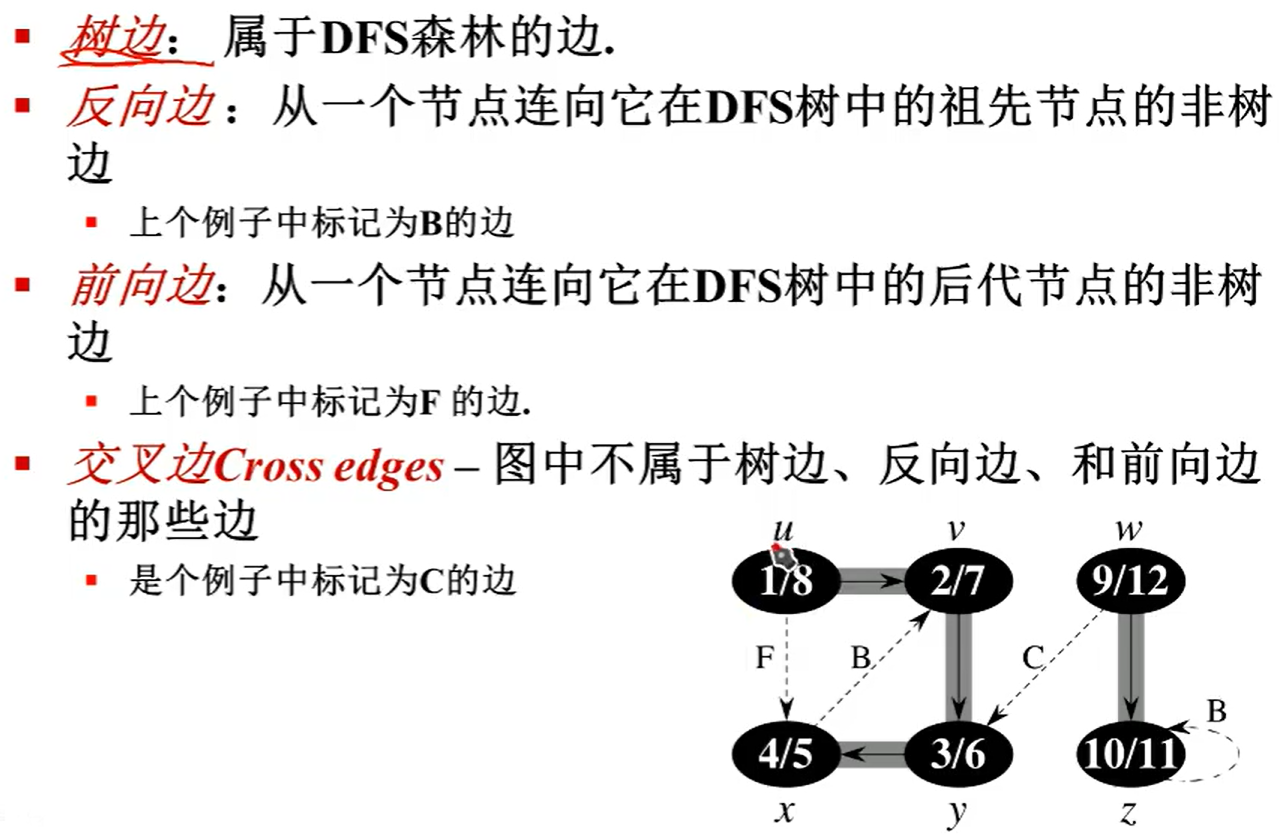 树边： 属于DFS森林的边.
反向边：从一个节点连向它在DFS树中的祖先节点的非树
边
上个例子中标记为B的边
前向边：从一个节点连向它在DFS树中的后代节点的非树
边
上个例子中标记为F 的边.
交叉边Cross edges – 图中不属于树边、反向边、和前向边
的那些边
是个例子中标记为C的边
u v w
1/8 2/7 9/12
F B C
B
4/5 3/6 10/11
x y z